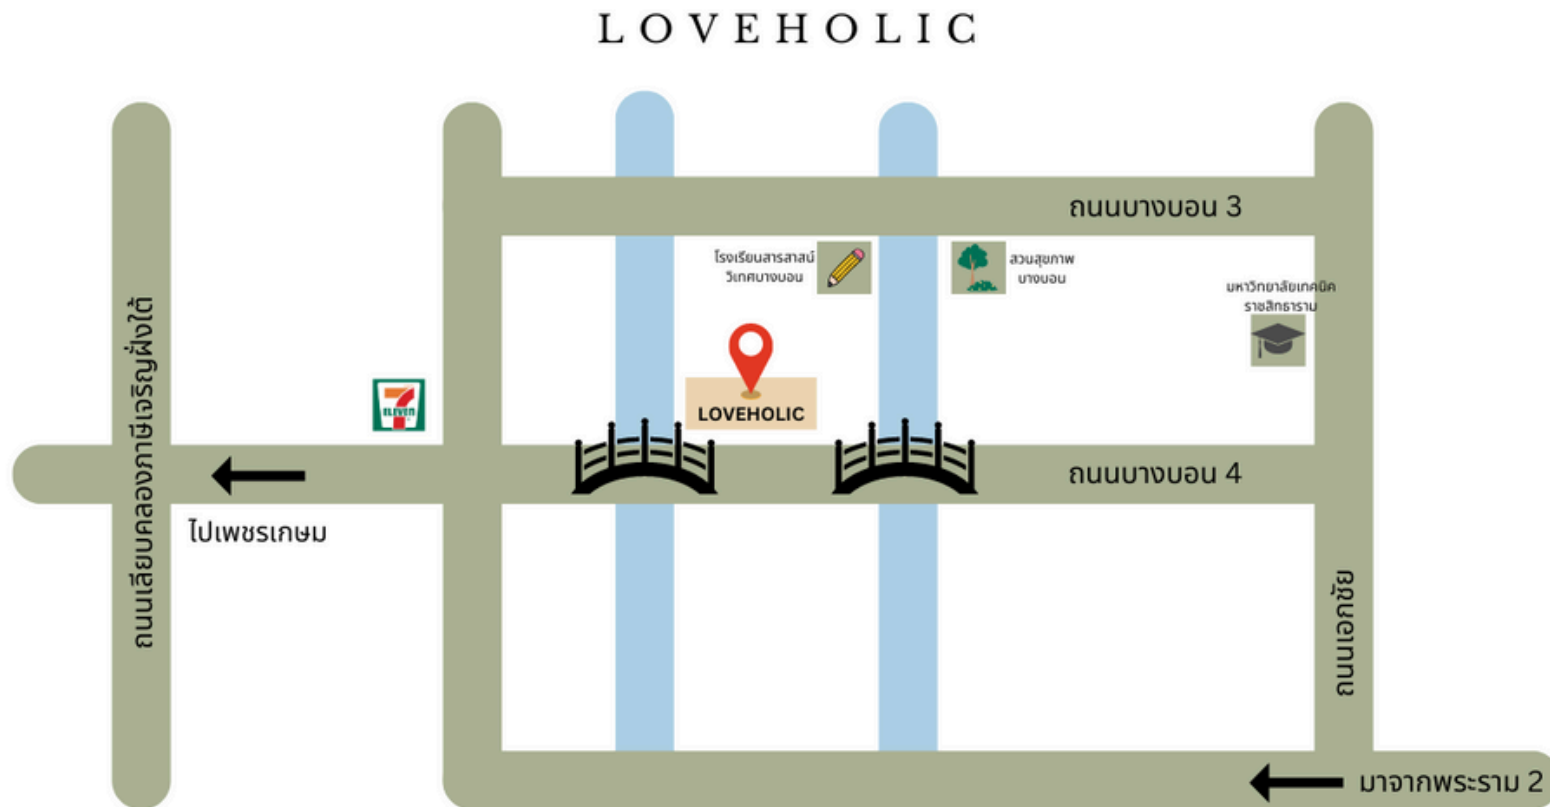 LOVEHOLIC
ถนนบางบอน 3
โรงเรียนสารสาสน์
วิเทศบางบอน
สวนสุขภาพ
บางบอน
มหาวิทยาลัยเทคนิค
ราชสิทธาราม
ถนนเลียบคลองภาษีเจริญฝั่งใต้
7
ELEVEN
LOVEHOLIC
ถนนบางบอน 4
ไปเพชรเกษม
ถนนเอกชัย
มาจากพระราม 2